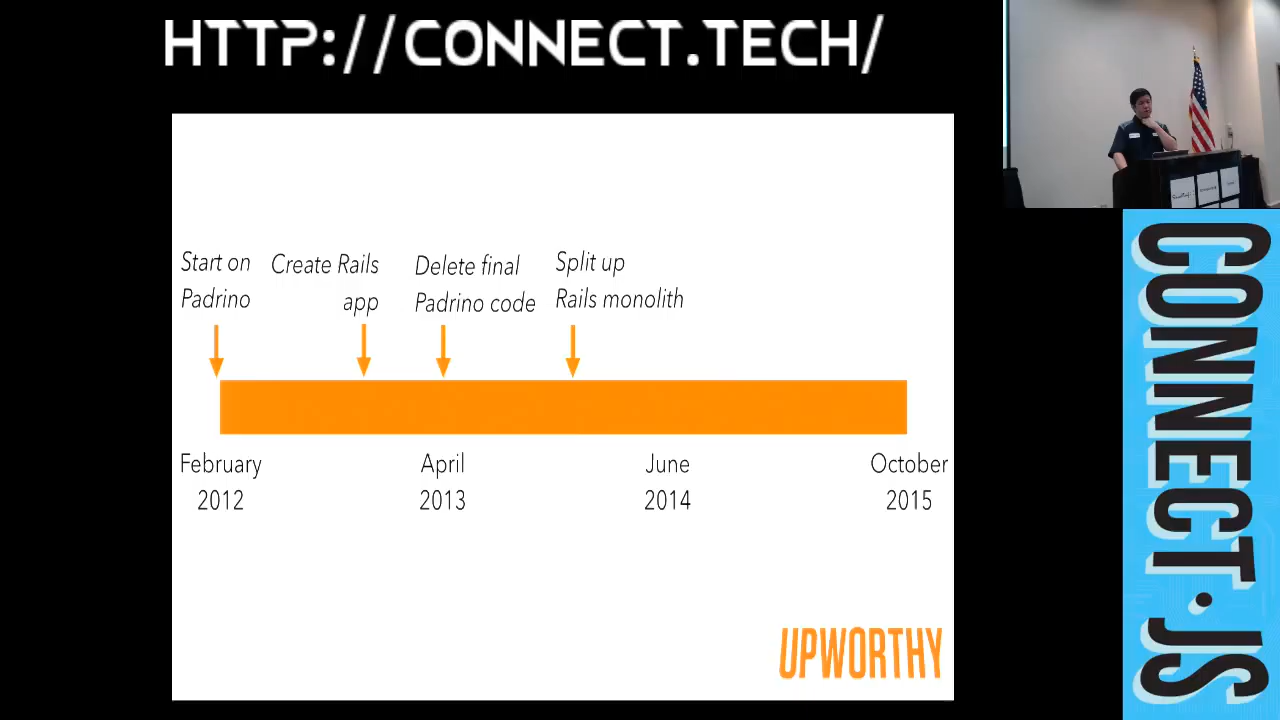 HTTP://CONNECT.TECH/
Start on
Padrino
Create Rails
app
Delete final
Padrino code
Split up
Rails monolith
February
2012
April
2013
June
2014
October
2015
UPWORTHY
CONNECT.JS